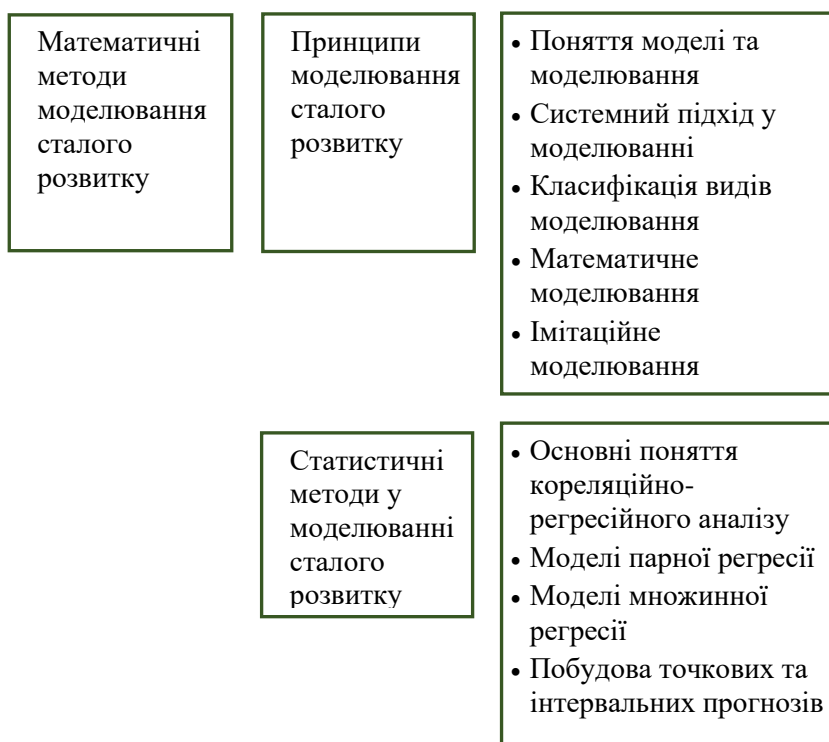 Математичні
методи
моделювання
сталого
розвитку
Принципи
моделювання
сталого
розвитку
• Поняття моделі та
моделювання
• Системний підхід у
моделюванні
• Класифікація видів
моделювання
• Математичне
моделювання
• Імітаційне
моделювання
Статистичні
методи у
моделюванні
сталого
розвитку
• Основні поняття
кореляційно-
регресійного аналізу
• Моделі парної регресії
• Моделі множинної
регресії
• Побудова точкових та
інтервальних прогнозів